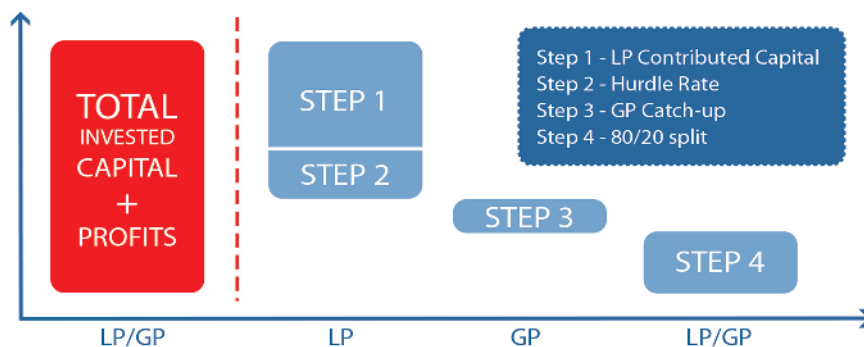 TOTAL
INVESTED
CAPITAL
+
PROFITS
STEP 1
STEP 2
STEP 3
STEP 4
Step 1 - LP Contributed Capital
Step 2 - Hurdle Rate
Step 3 - GP Catch-up
Step 4 - 80/20 split
LP/GP
LP
GP
LP/GP